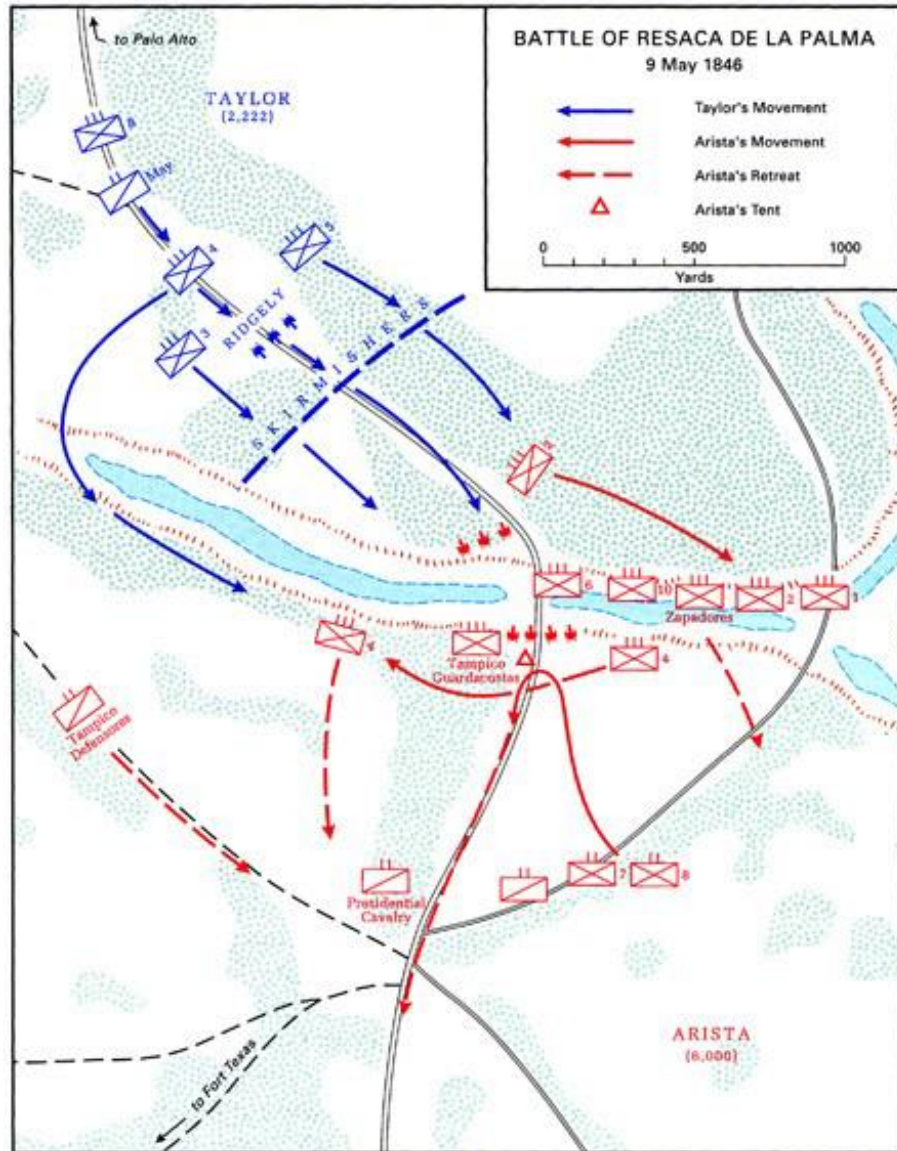 to Palo Alto
BATTLE OF RESACA DE LA PALMA
9 May 1846
Taylor's Movement
Arista's Movement
Arista's Retreat
Arista's Tent
0 500 1000
Yards
TAYLOR
(2,222)
8
May
4
5
3
RIDGELY
SKIRMISHERS
2
6
10
Zapadores
2
1
4
Tampico
Guardacostas
4
Tampico
Defensores
Presidential
Cavalry
7
8
ARISTA
(6,000)
to Fort Texas